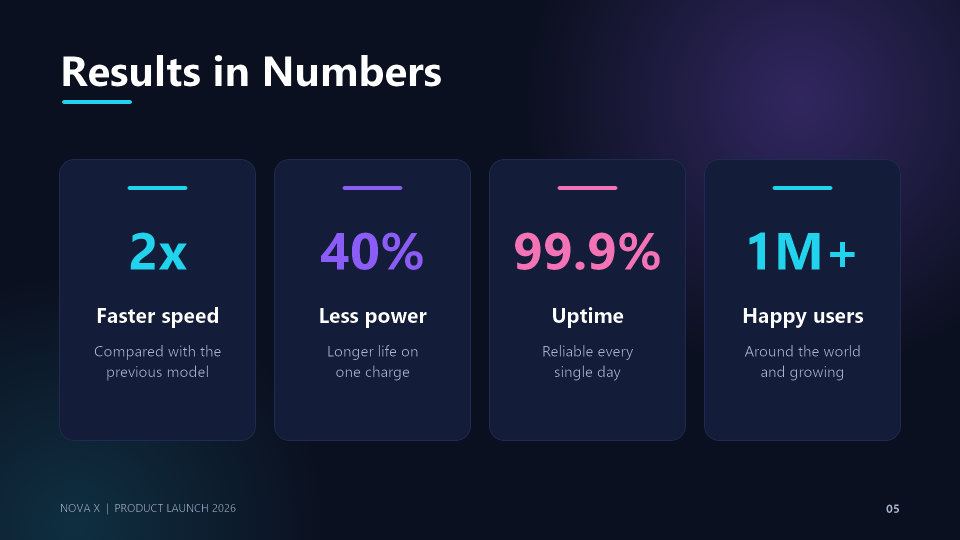 Results in Numbers
2x
Faster speed
Compared with the
previous model
40%
Less power
Longer life on
one charge
99.9%
Uptime
Reliable every
single day
1M+
Happy users
Around the world
and growing
NOVA X | PRODUCT LAUNCH 2026
05